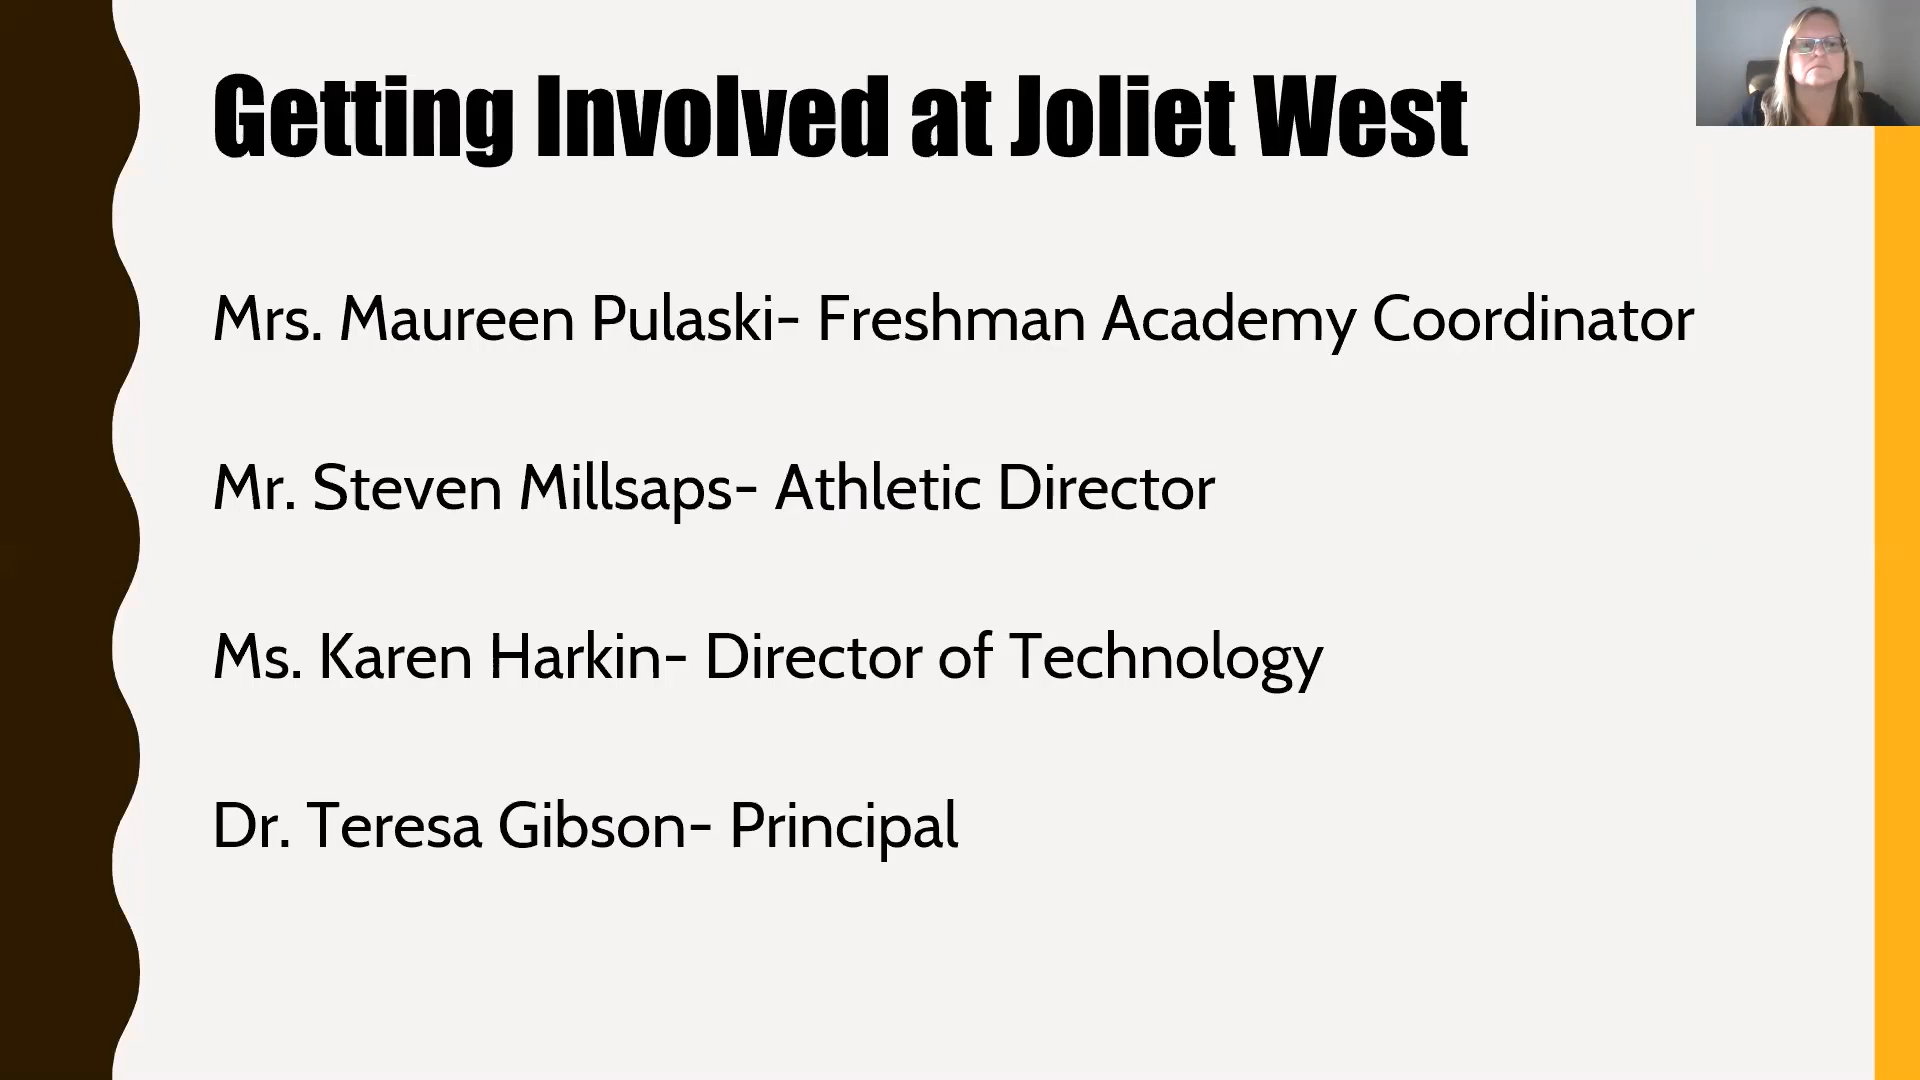 Getting Involved at Joliet West
Mrs. Maureen Pulaski- Freshman Academy Coordinator
Mr. Steven Millsaps- Athletic Director
Ms. Karen Harkin- Director of Technology
Dr. Teresa Gibson- Principal